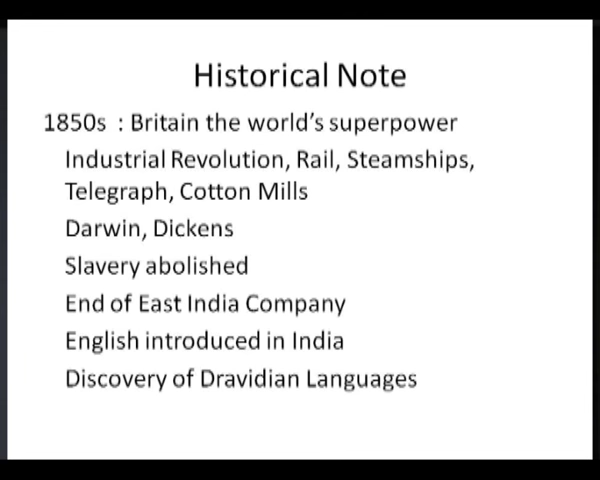 Historical Note
1850s : Britain the world's superpower
Industrial Revolution, Rail, Steamships,
Telegraph, Cotton Mills
Darwin, Dickens
Slavery abolished
End of East India Company
English introduced in India
Discovery of Dravidian Languages